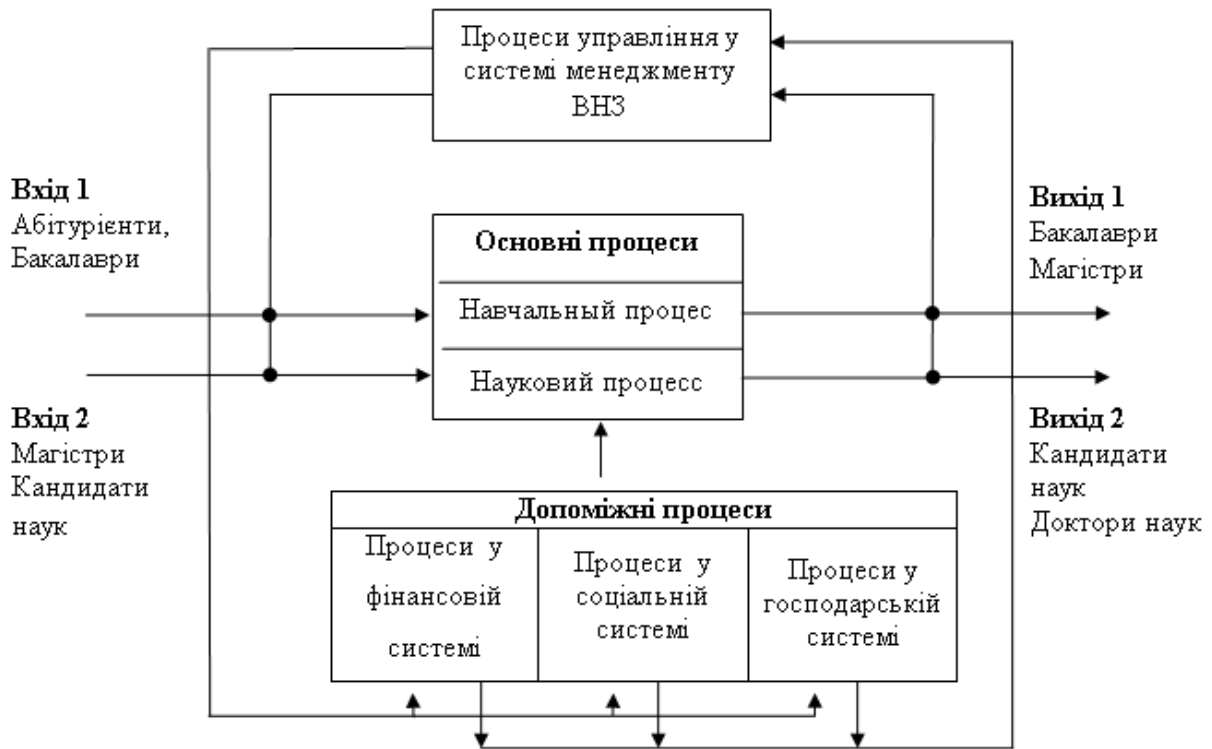 Процеси управління у
системі менеджменту
ВНЗ
Вхід 1
Абітурієнти,
Бакалаври
Основні процеси
Навчальный процес
Науковий процесс
Вихід 1
Бакалаври
Магістри
Вхід 2
Магістри
Кандидати
наук
Вихід 2
Кандидати
наук
Доктори наук
Допоміжні процеси
Процеси у
фінансовій
системі
Процеси у
соціальній
системі
Процеси у
господарській
системі